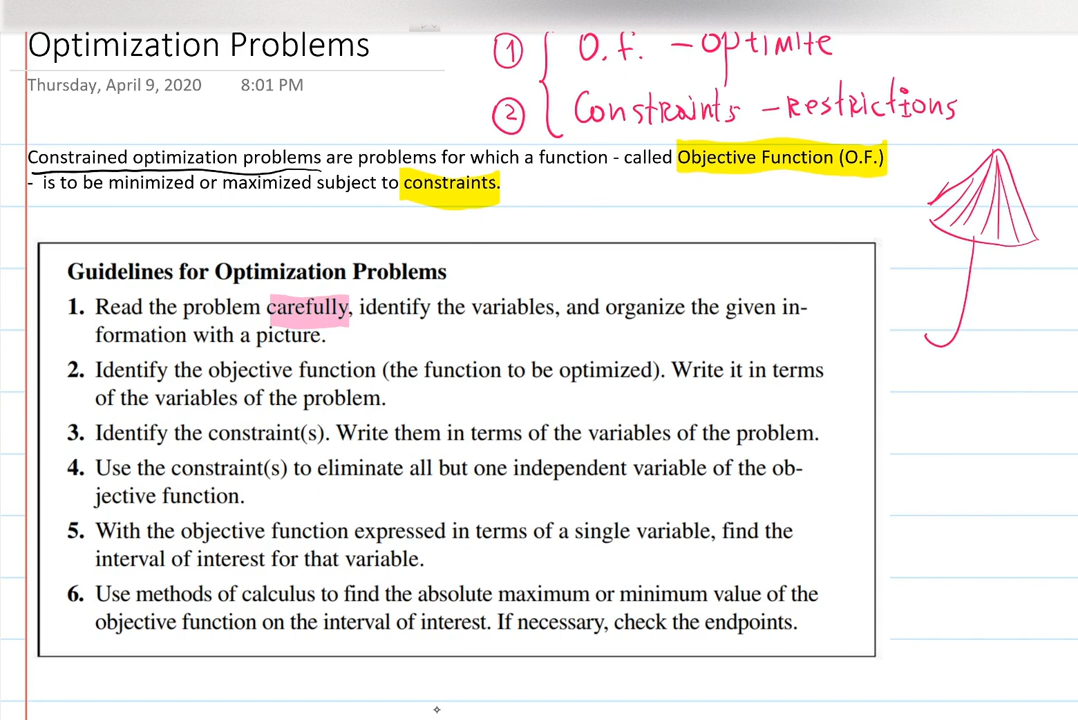 Optimization Problems
Thursday, April 9, 2020 8:01 PM
① O.f. - optimite
② Constraints - Restrictions
Constrained optimization problems are problems for which a function - called Objective Function (O.F.)
- is to be minimized or maximized subject to constraints.
Guidelines for Optimization Problems
1. Read the problem carefully, identify the variables, and organize the given in-
formation with a picture.
2. Identify the objective function (the function to be optimized). Write it in terms
of the variables of the problem.
3. Identify the constraint(s). Write them in terms of the variables of the problem.
4. Use the constraint(s) to eliminate all but one independent variable of the ob-
jective function.
5. With the objective function expressed in terms of a single variable, find the
interval of interest for that variable.
6. Use methods of calculus to find the absolute maximum or minimum value of the
objective function on the interval of interest. If necessary, check the endpoints.